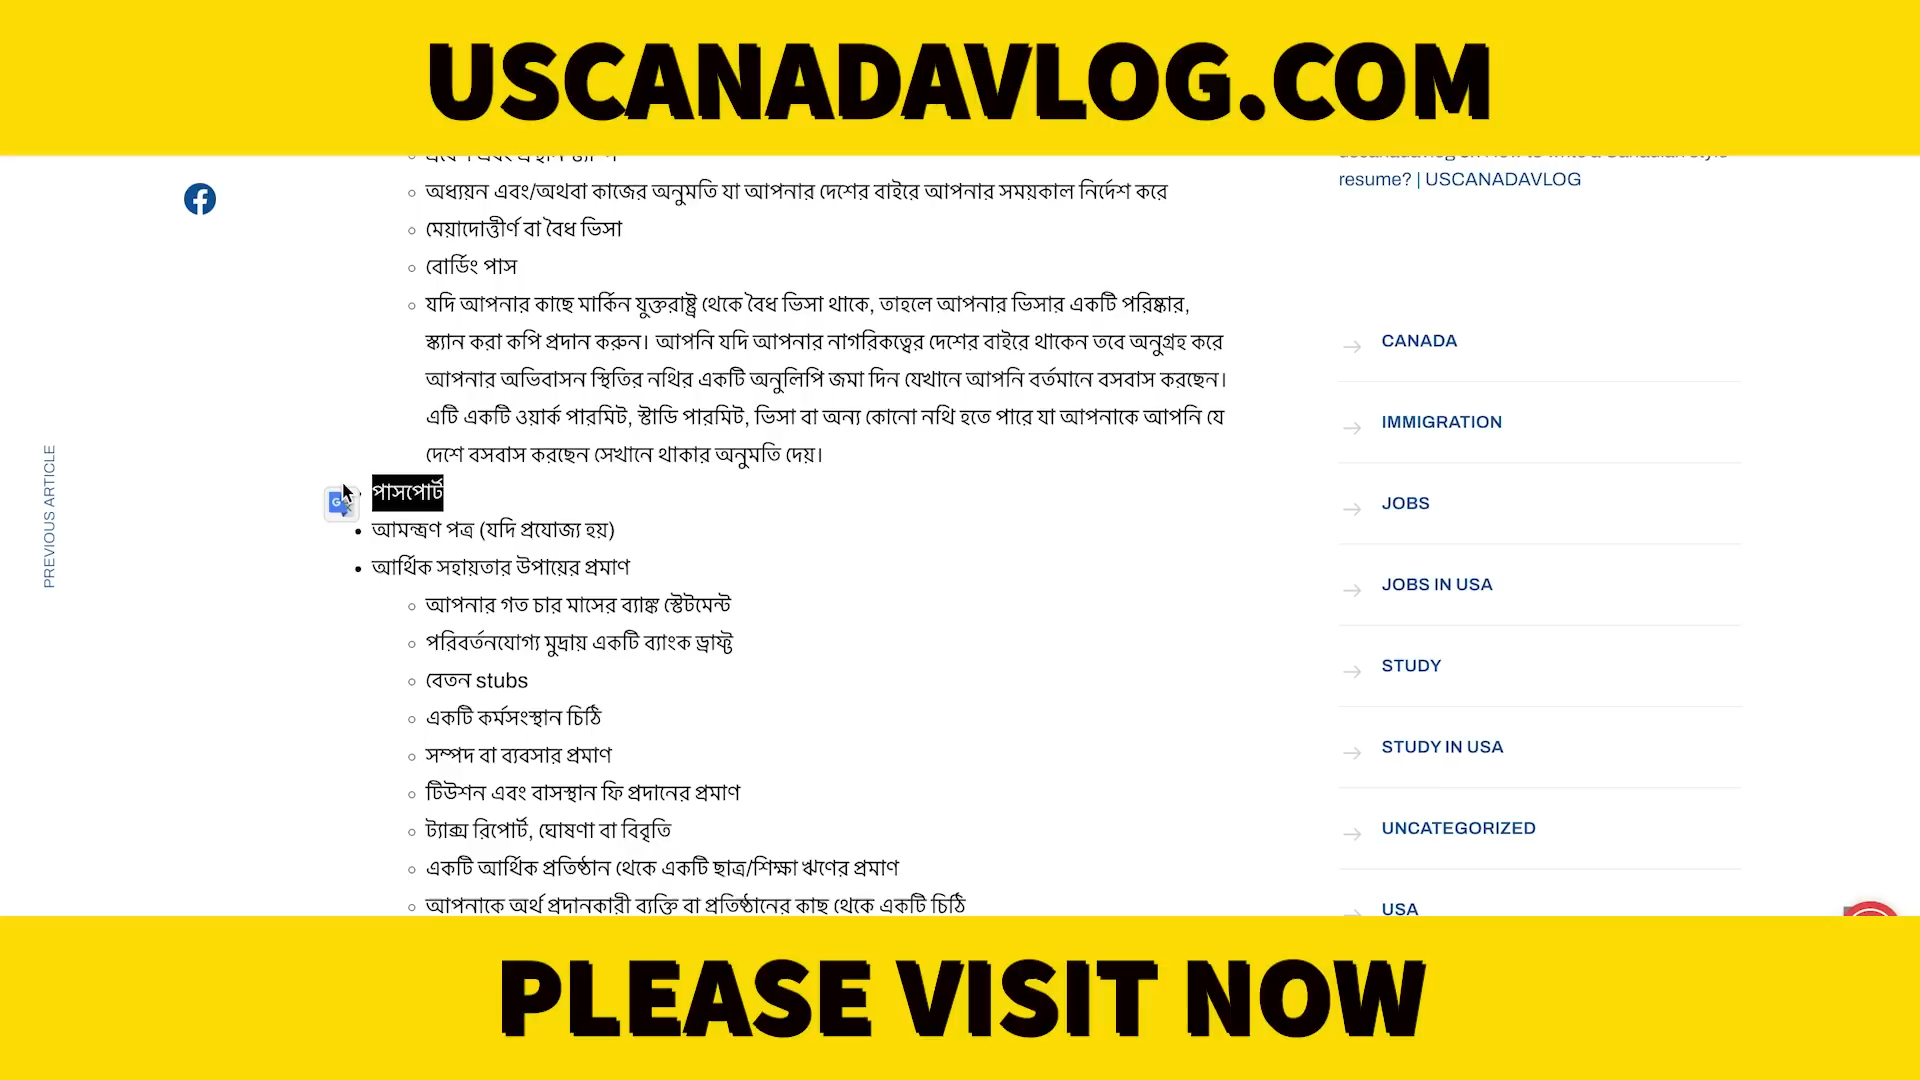 USCANADAVLOG.COM
অধ্যয়ন এবং/অথবা কাজের অনুমতি যা আপনার দেশের বাইরে আপনার সময়কাল নির্দেশ করে
মেয়াদোত্তীর্ণ বা বৈধ ভিসা
বোর্ডিং পাস
যদি আপনার কাছে মার্কিন যুক্তরাষ্ট্র থেকে বৈধ ভিসা থাকে, তাহলে আপনার ভিসার একটি পরিষ্কার,
স্ক্যান করা কপি প্রদান করুন। আপনি যদি আপনার নাগরিকত্বের দেশের বাইরে থাকেন তবে অনুগ্রহ করে
আপনার অভিবাসন স্থিতির নথির একটি অনুলিপি জমা দিন যেখানে আপনি বর্তমানে বসবাস করছেন।
এটি একটি ওয়ার্ক পারমিট, স্টাডি পারমিট, ভিসা বা অন্য কোনো নথি হতে পারে যা আপনাকে আপনি যে
দেশে বসবাস করছেন সেখানে থাকার অনুমতি দেয়।
পাসপোর্ট
আমন্ত্রণ পত্র (যদি প্রযোজ্য হয়)
আর্থিক সহায়তার উপায়ের প্রমাণ
আপনার গত চার মাসের ব্যাঙ্ক স্টেটমেন্ট
পরিবর্তনযোগ্য মুদ্রায় একটি ব্যাংক ড্রাফ্ট
বেতন stubs
একটি কর্মসংস্থান চিঠি
সম্পদ বা ব্যবসার প্রমাণ
টিউশন এবং বাসস্থান ফি প্রদানের প্রমাণ
ট্যাক্স রিপোর্ট, ঘোষণা বা বিবৃতি
একটি আর্থিক প্রতিষ্ঠান থেকে একটি ছাত্র/শিক্ষা ঋণের প্রমাণ
আপনাকে অর্থ প্রদানকারী ব্যক্তি বা প্রতিষ্ঠানের কাছ থেকে একটি চিঠি
PREVIOUS ARTICLE
resume? | USCANADAVLOG
CANADA
IMMIGRATION
JOBS
JOBS IN USA
STUDY
STUDY IN USA
UNCATEGORIZED
USA
PLEASE VISIT NOW